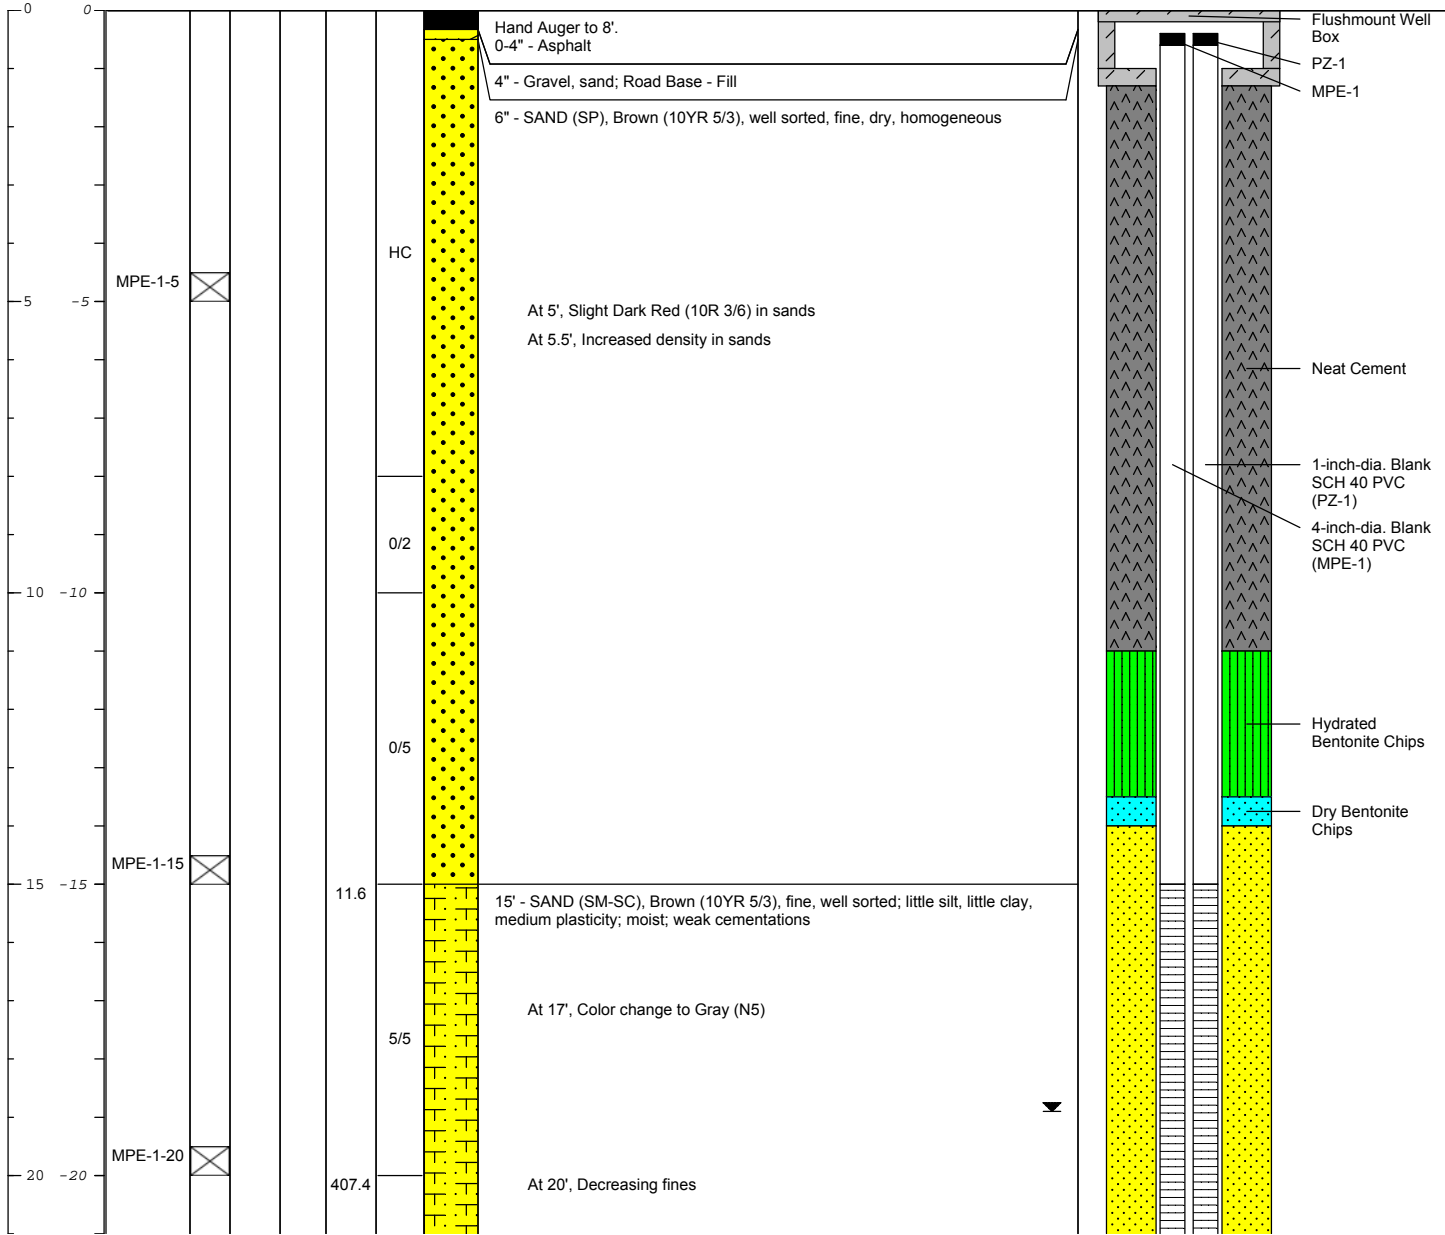 0
0
Hand Auger to 8'.
0-4" - Asphalt
4" - Gravel, sand; Road Base - Fill
6" - SAND (SP), Brown (10YR 5/3), well sorted, fine, dry, homogeneous
Flushmount Well
Box
PZ-1
MPE-1
HC
MPE-1-5
5
-5
At 5', Slight Dark Red (10R 3/6) in sands
At 5.5', Increased density in sands
Neat Cement
1-inch-dia. Blank
SCH 40 PVC
(PZ-1)
4-inch-dia. Blank
SCH 40 PVC
(MPE-1)
0/2
10
-10
0/5
Hydrated
Bentonite Chips
Dry Bentonite
Chips
MPE-1-15
15
-15
11.6
15' - SAND (SM-SC), Brown (10YR 5/3), fine, well sorted; little silt, little clay,
medium plasticity; moist; weak cementations
At 17', Color change to Gray (N5)
5/5
MPE-1-20
20
-20
407.4
At 20', Decreasing fines